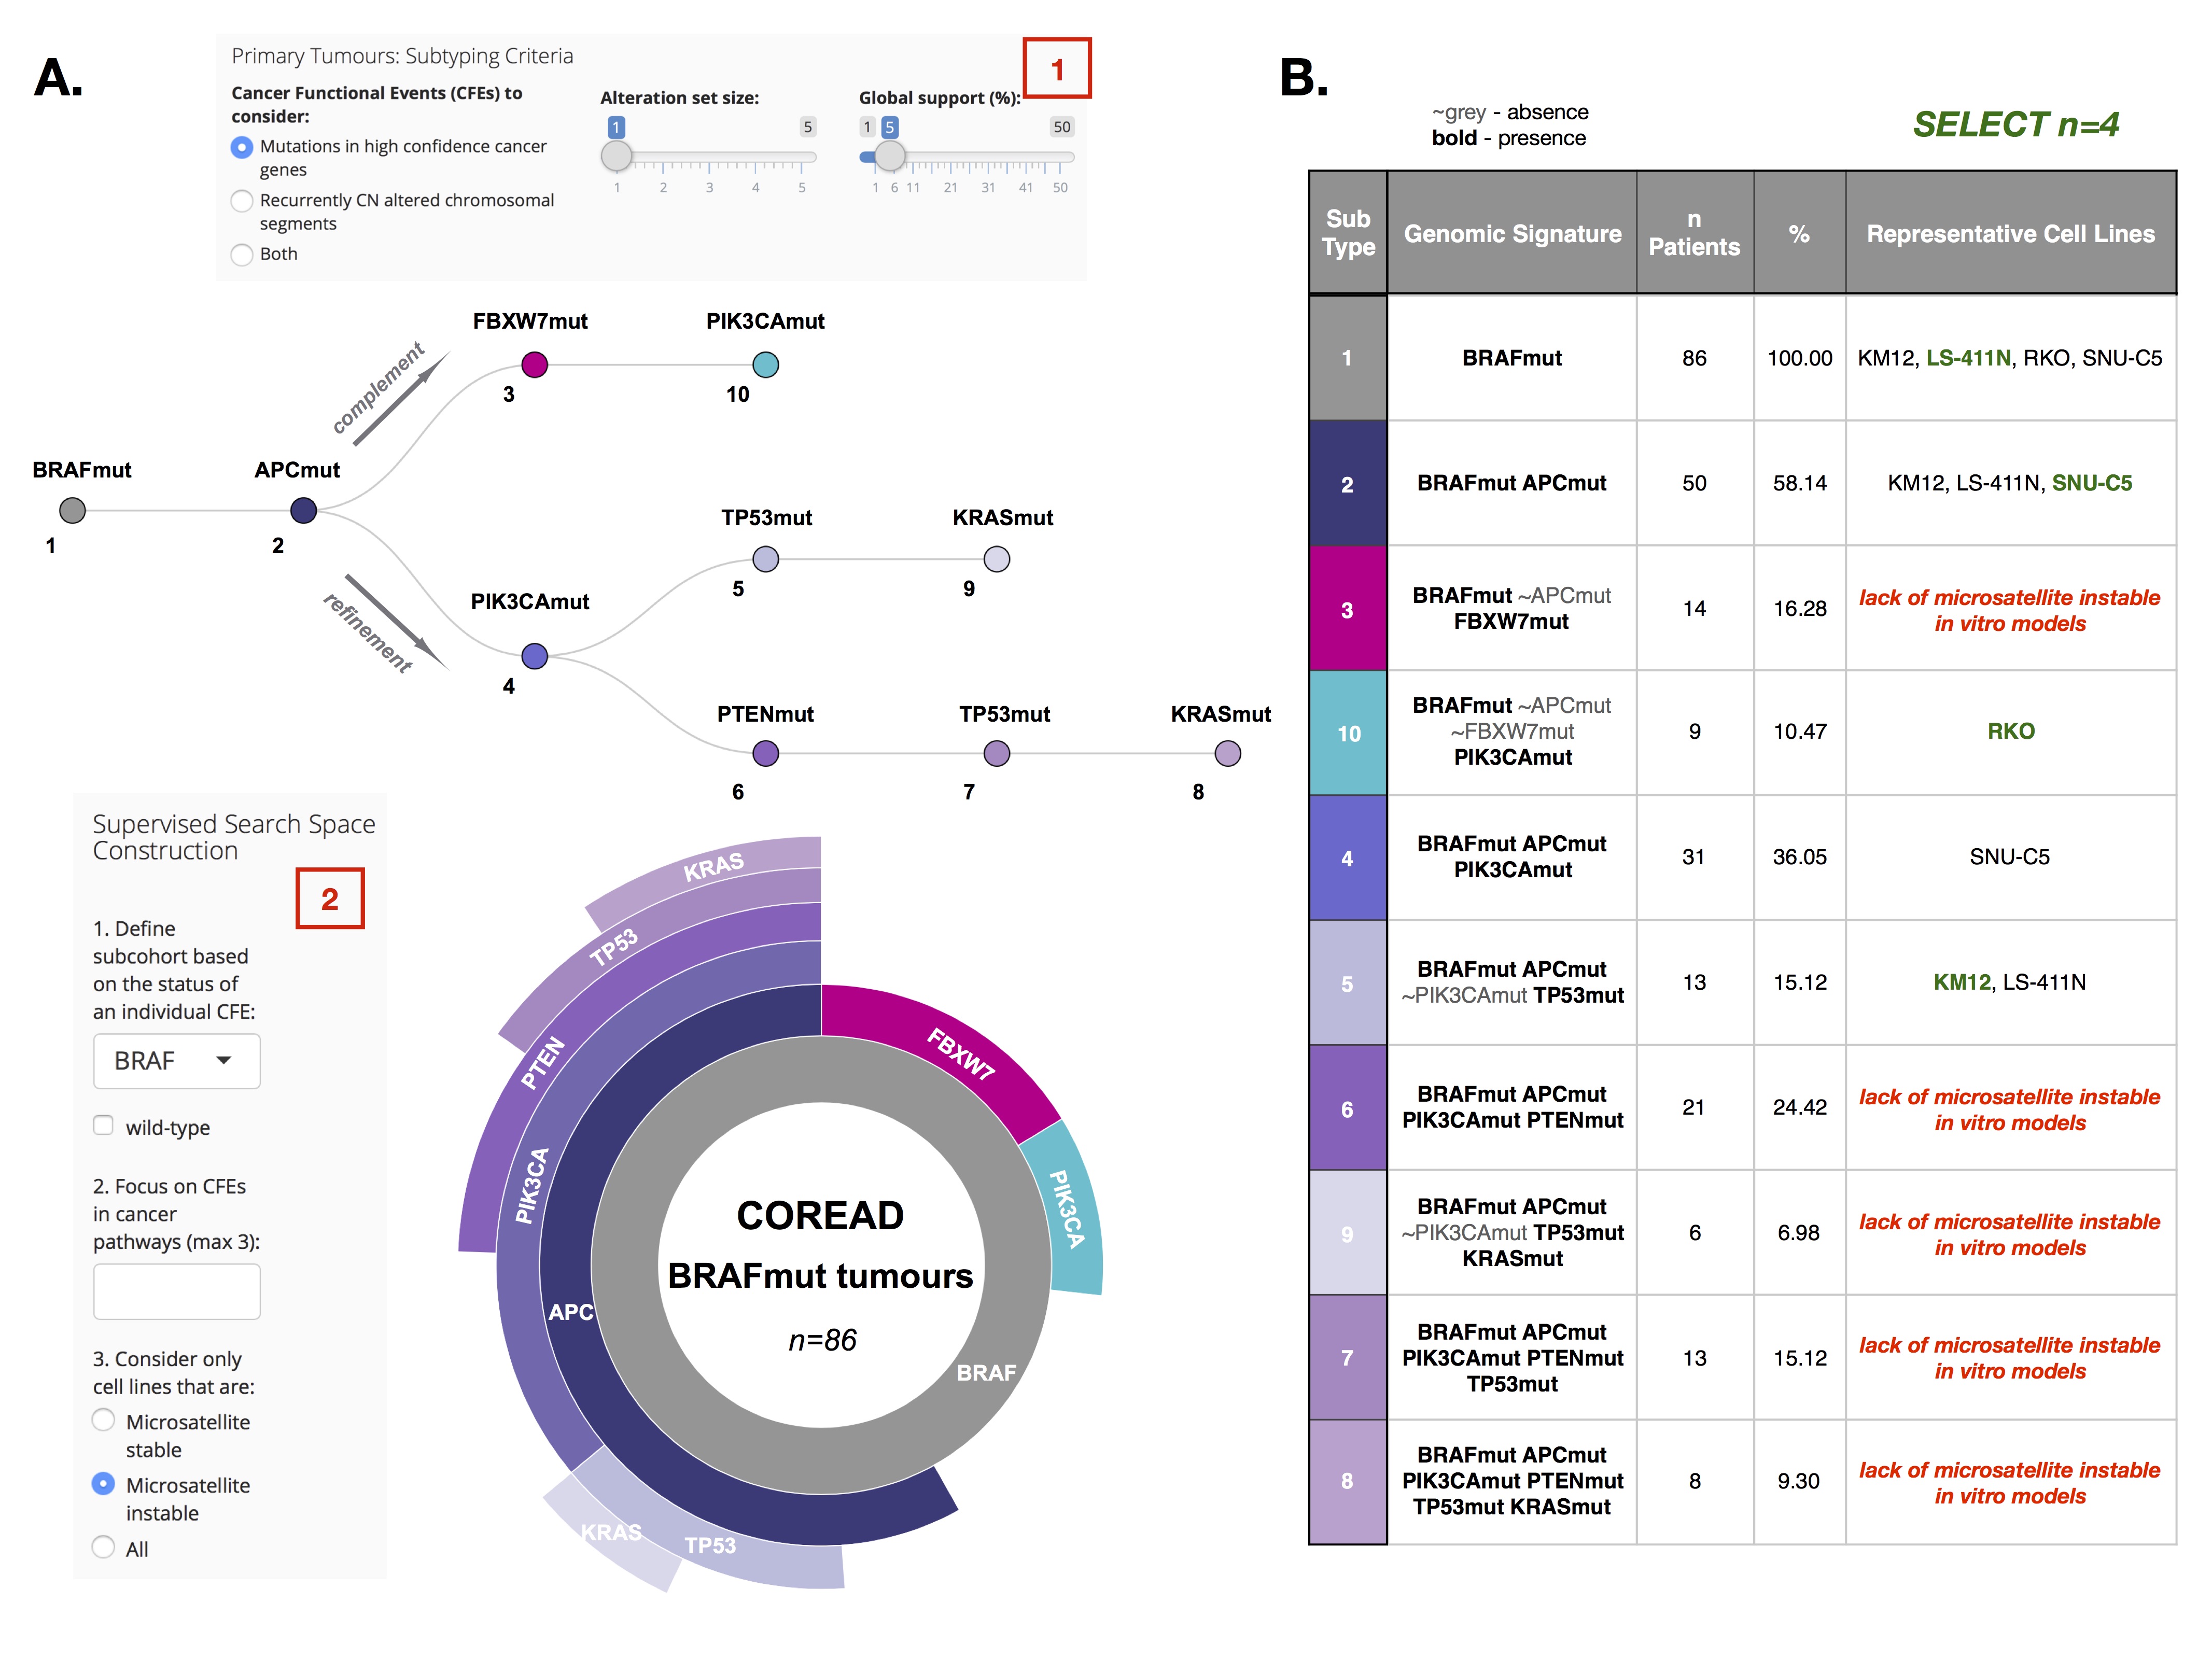 A.
Primary Tumours: Subtyping Criteria
1
Cancer Functional Events (CFEs) to
consider:
Mutations in high confidence cancer
genes
Recurrently CN altered chromosomal
segments
Both
Alteration set size:
1 5
1 2 3 4 5
Global support (%):
1 5 50
1 6 11 21 31 41 50
complement
refinement
BRAFmut
1
APCmut
2
FBXW7mut
3
PIK3CAmut
10
PIK3CAmut
4
TP53mut
5
KRASmut
9
PTENmut
6
TP53mut
7
KRASmut
8
Supervised Search Space
Construction
2
1. Define
subcohort based
on the status of
an individual CFE:
BRAF
wild-type
2. Focus on CFEs
in cancer
pathways (max 3):
3. Consider only
cell lines that are:
Microsatellite
stable
Microsatellite
instable
All
KRAS
TP53
PTEN
PIK3CA
APC
FBXW7
PIK3CA
BRAF
KRAS
TP53
COREAD
BRAFmut tumours
n=86
B.
~grey - absence
bold - presence
SELECT n=4
Sub
Type
Genomic Signature
n
Patients
%
Representative Cell Lines
1
BRAFmut
86
100.00
KM12, LS-411N, RKO, SNU-C5
2
BRAFmut APCmut
50
58.14
KM12, LS-411N, SNU-C5
3
BRAFmut ~APCmut
FBXW7mut
14
16.28
lack of microsatellite instable
in vitro models
10
BRAFmut ~APCmut
~FBXW7mut
PIK3CAmut
9
10.47
RKO
4
BRAFmut APCmut
PIK3CAmut
31
36.05
SNU-C5
5
BRAFmut APCmut
~PIK3CAmut TP53mut
13
15.12
KM12, LS-411N
6
BRAFmut APCmut
PIK3CAmut PTENmut
21
24.42
lack of microsatellite instable
in vitro models
9
BRAFmut APCmut
~PIK3CAmut TP53mut
KRASmut
6
6.98
lack of microsatellite instable
in vitro models
7
BRAFmut APCmut
PIK3CAmut PTENmut
TP53mut
13
15.12
lack of microsatellite instable
in vitro models
8
BRAFmut APCmut
PIK3CAmut PTENmut
TP53mut KRASmut
8
9.30
lack of microsatellite instable
in vitro models